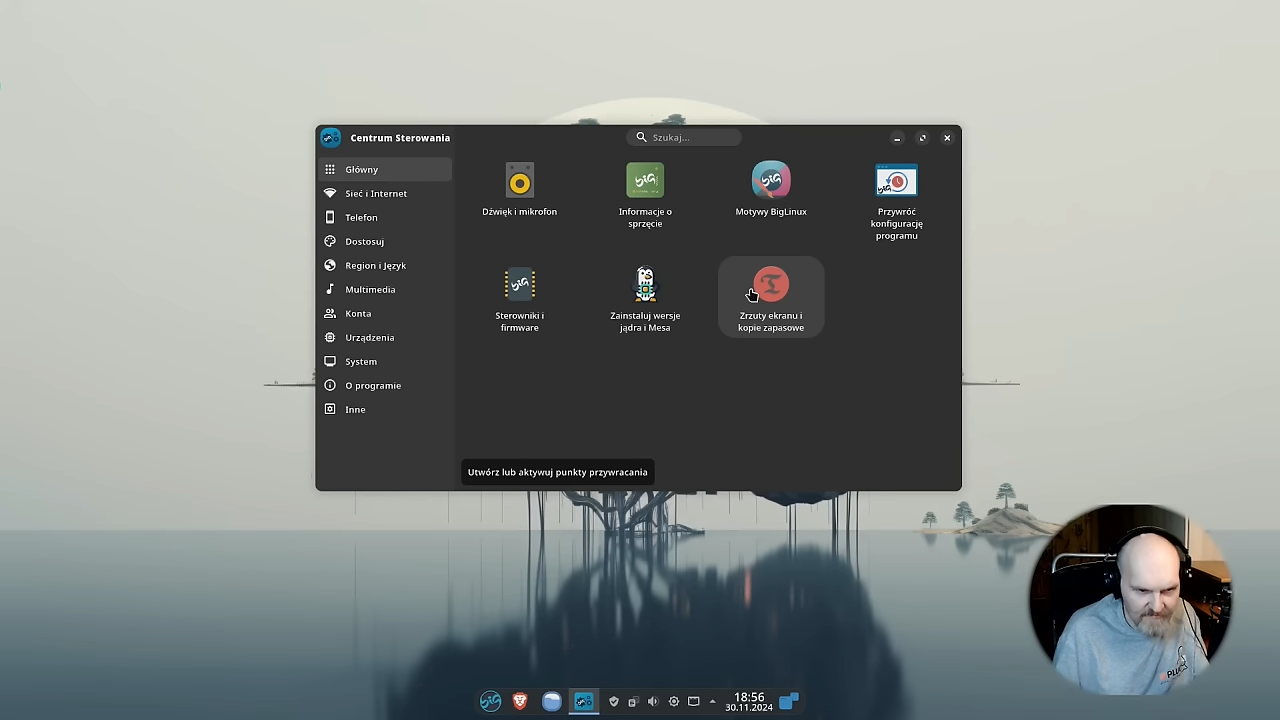 Centrum Sterowania
Szukaj...
Główny
Sieć i Internet
Telefon
Dostosuj
Region i Język
Multimedia
Konta
Urządzenia
System
O programie
Inne
Dźwięk i mikrofon
Informacje o
sprzęcie
Motywy BigLinux
Przywróć
konfigurację
programu
Sterowniki i
firmware
Zainstaluj wersje
jądra i Mesa
Zrzuty ekranu i
kopie zapasowe
Utwórz lub aktywuj punkty przywracania
18:56
30.11.2024